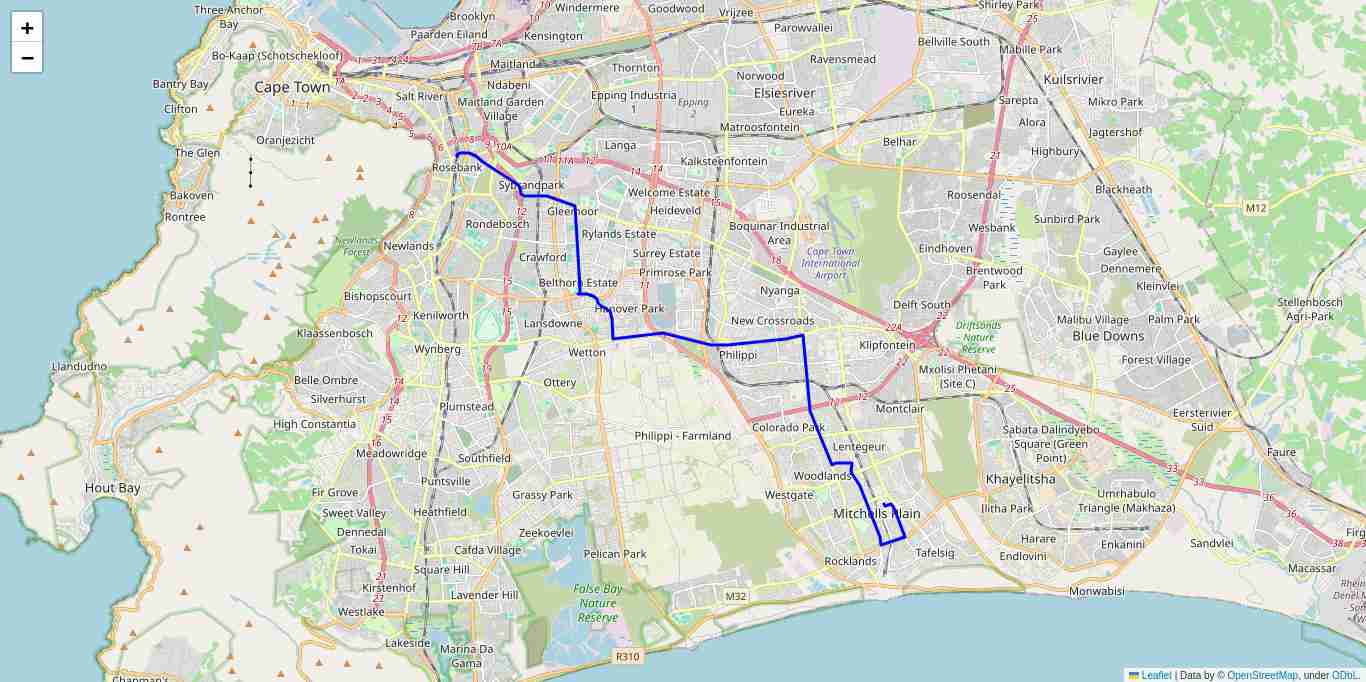 Three Anchor
Bay
Brooklyn
Windermere
Goodwood
Vrijzee
Shirley Park
Paarden Eiland
Kensington
Parowvallei
Bellville South
Mabille Park
Bo-Kaap (Schotschekloof)
Maitland
Thornton
Ravensmead
Kuilsrivier
Bantry Bay
Cape Town
Ndabeni
Norwood
Elsiesriver
Salt River
Maitland Garden
Village
Epping Industria
1
Epping
2
Eureka
Sarepta
Mikro Park
Clifton
Matroosfontein
Alora
Jagtershof
Oranjezicht
Langa
Belhar
Highbury
The Glen
Rosebank
Kalksteenfontein
Sybrandpark
Welcome Estate
Roosendal
Blackheath
Bakoven
Rontree
Gleemoor
Heideveld
Wesbank
Sunbird Park
M12
Rondebosch
Rylands Estate
Boquinar Industrial
Area
Newlands
Newlands
Forest
Crawford
Surrey Estate
Cape Town
International
Airport
Eindhoven
Gaylee
Primrose Park
Brentwood
Park
Dennemere
Belthorn Estate
Nyanga
Kleinvlei
Bishopscourt
Delft South
Stellenbosch
Agri-Park
Kenilworth
Hanover Park
New Crossroads
Malibu Village
Palm Park
Klaassenbosch
Lansdowne
Driftsands
Nature
Reserve
Blue Downs
Wynberg
Wetton
Philippi
Klipfontein
Forest Village
Llandudno
Belle Ombre
Ottery
Mxolisi Phetani
(Site C)
Silverhurst
Plumstead
Montclair
High Constantia
Colorado Park
Eersterivier
Suid
Philippi - Farmland
Sabata Dalindyebo
Square (Green
Point)
Meadowridge
Southfield
Lentegeur
Faure
Hout Bay
Puntsville
Woodlands
Khayelitsha
Fir Grove
Grassy Park
Westgate
Umrhabulo
Triangle (Makhaza)
Sweet Valley
Heathfield
Mitchells Plain
Ilitha Park
Dennedal
Zeekoevlei
Firg
Tokai
Cafda Village
Pelican Park
Tafelsig
Harare
Enkanini
Sandvlei
Square Hill
Rocklands
Endlovini
Macassar
Kirstenhof
Lavender Hill
False Bay
Nature
Reserve
M32
Monwabisi
Westlake
Lakeside
Marina Da
Gama
R310
Chapman's
+
−
Leaflet | Data by © OpenStreetMap, under ODbL.